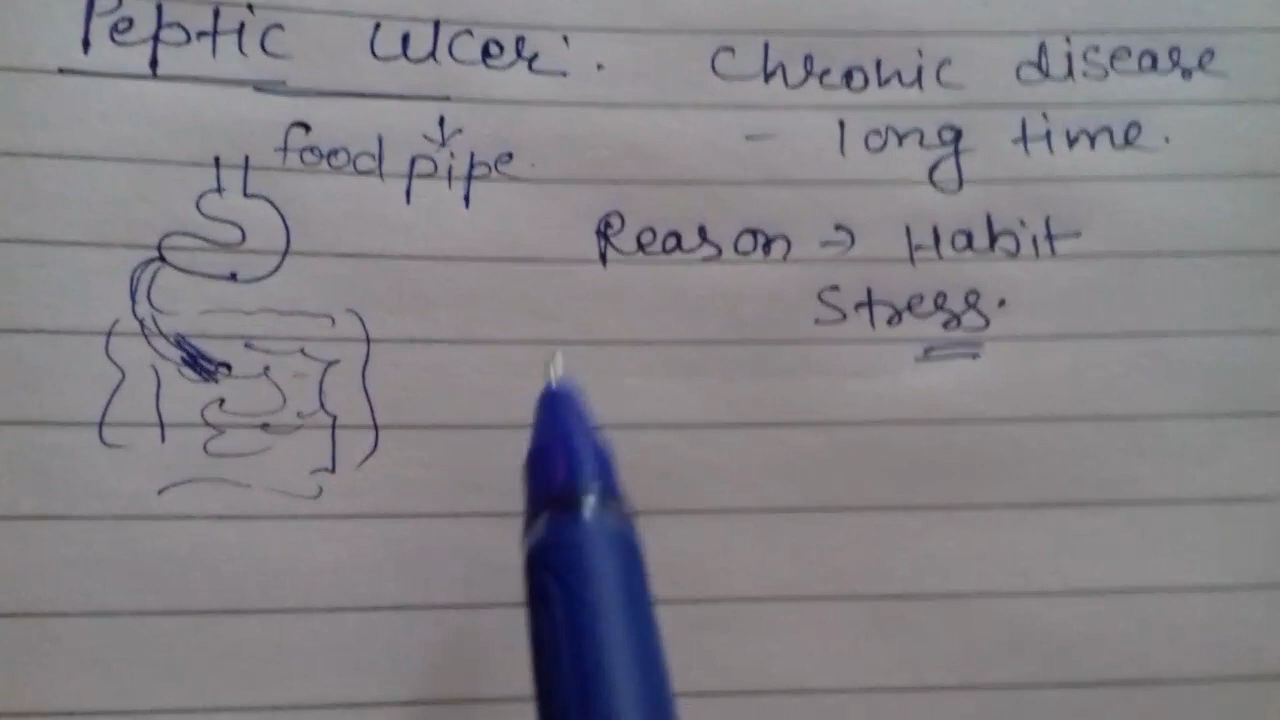 Peptic ulcer:. Chronic disease
- long time.
food pipe.
Reason → Habit
Stress.